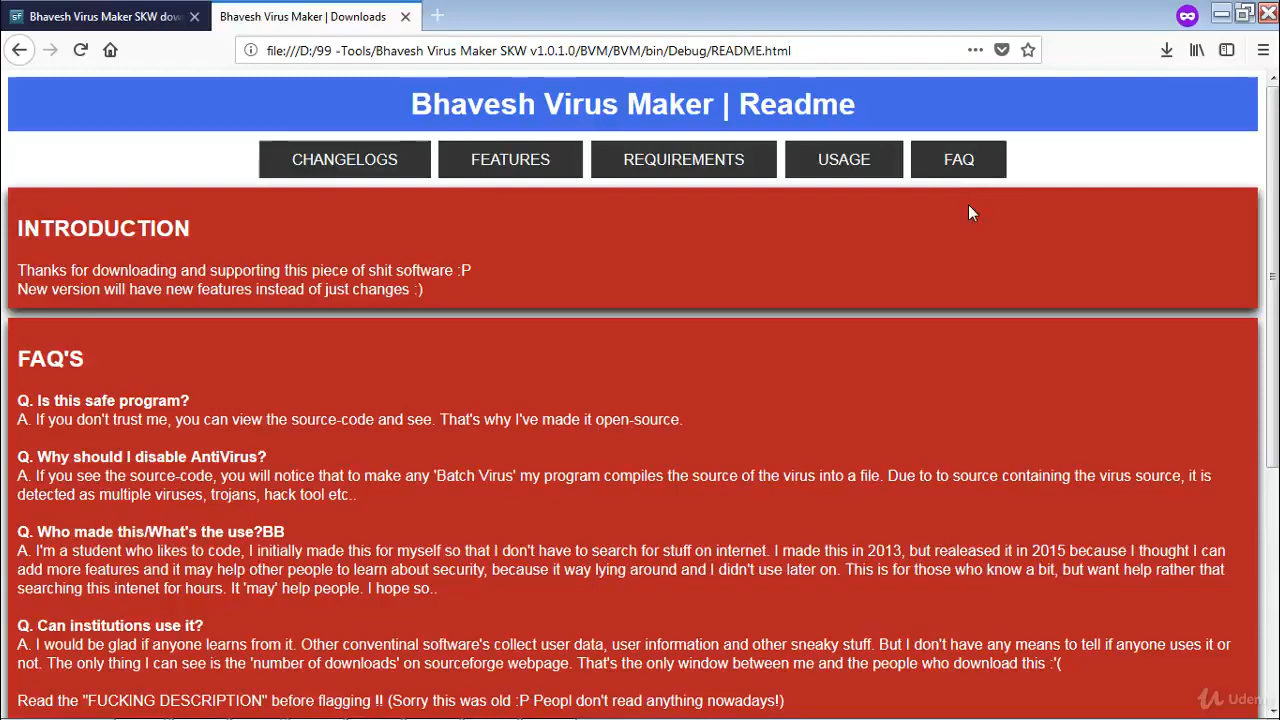 Bhavesh Virus Maker SKW dow
Bhavesh Virus Maker | Downloads
file:///D:/99 -Tools/Bhavesh Virus Maker SKW v1.0.1.0/BVM/BVM/bin/Debug/README.html
Bhavesh Virus Maker | Readme
CHANGELOGS FEATURES REQUIREMENTS USAGE FAQ
INTRODUCTION
Thanks for downloading and supporting this piece of shit software :P
New version will have new features instead of just changes :)
FAQ'S
Q. Is this safe program?
A. If you don't trust me, you can view the source-code and see. That's why I've made it open-source.
Q. Why should I disable AntiVirus?
A. If you see the source-code, you will notice that to make any 'Batch Virus' my program compiles the source of the virus into a file. Due to to source containing the virus source, it is
detected as multiple viruses, trojans, hack tool etc..
Q. Who made this/What's the use?BB
A. I'm a student who likes to code, I initially made this for myself so that I don't have to search for stuff on internet. I made this in 2013, but realeased it in 2015 because I thought I can
add more features and it may help other people to learn about security, because it way lying around and I didn't use later on. This is for those who know a bit, but want help rather that
searching this intenet for hours. It 'may' help people. I hope so..
Q. Can institutions use it?
A. I would be glad if anyone learns from it. Other conventinal software's collect user data, user information and other sneaky stuff. But I don't have any means to tell if anyone uses it or
not. The only thing I can see is the 'number of downloads' on sourceforge webpage. That's the only window between me and the people who download this :'(
Read the "FUCKING DESCRIPTION" before flagging !! (Sorry this was old :P Peopl don't read anything nowadays!)